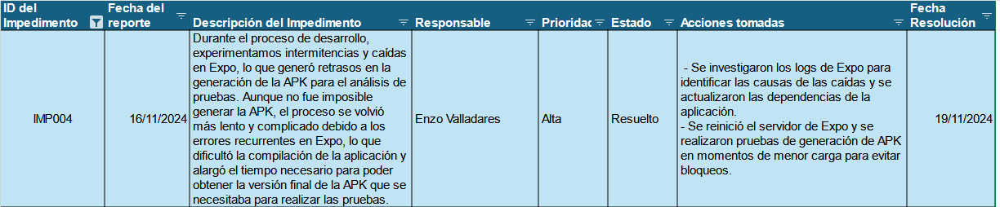 ID del
Impedimento
Fecha del
reporte
Descripción del Impedimento
Responsable
Prioridad
Estado
Acciones tomadas
Fecha
Resolución
IMP004
16/11/2024
Durante el proceso de desarrollo,
experimentamos intermitencias y caídas
en Expo, lo que generó retrasos en la
generación de la APK para el análisis de
pruebas. Aunque no fue imposible
generar la APK, el proceso se volvió
más lento y complicado debido a los
errores recurrentes en Expo, lo que
dificultó la compilación de la aplicación y
alargó el tiempo necesario para poder
obtener la versión final de la APK que se
necesitaba para realizar las pruebas.
Enzo Valladares
Alta
Resuelto
- Se investigaron los logs de Expo para
identificar las causas de las caídas y se
actualizaron las dependencias de la
aplicación.
- Se reinició el servidor de Expo y se
realizaron pruebas de generación de APK
en momentos de menor carga para evitar
bloqueos.
19/11/2024